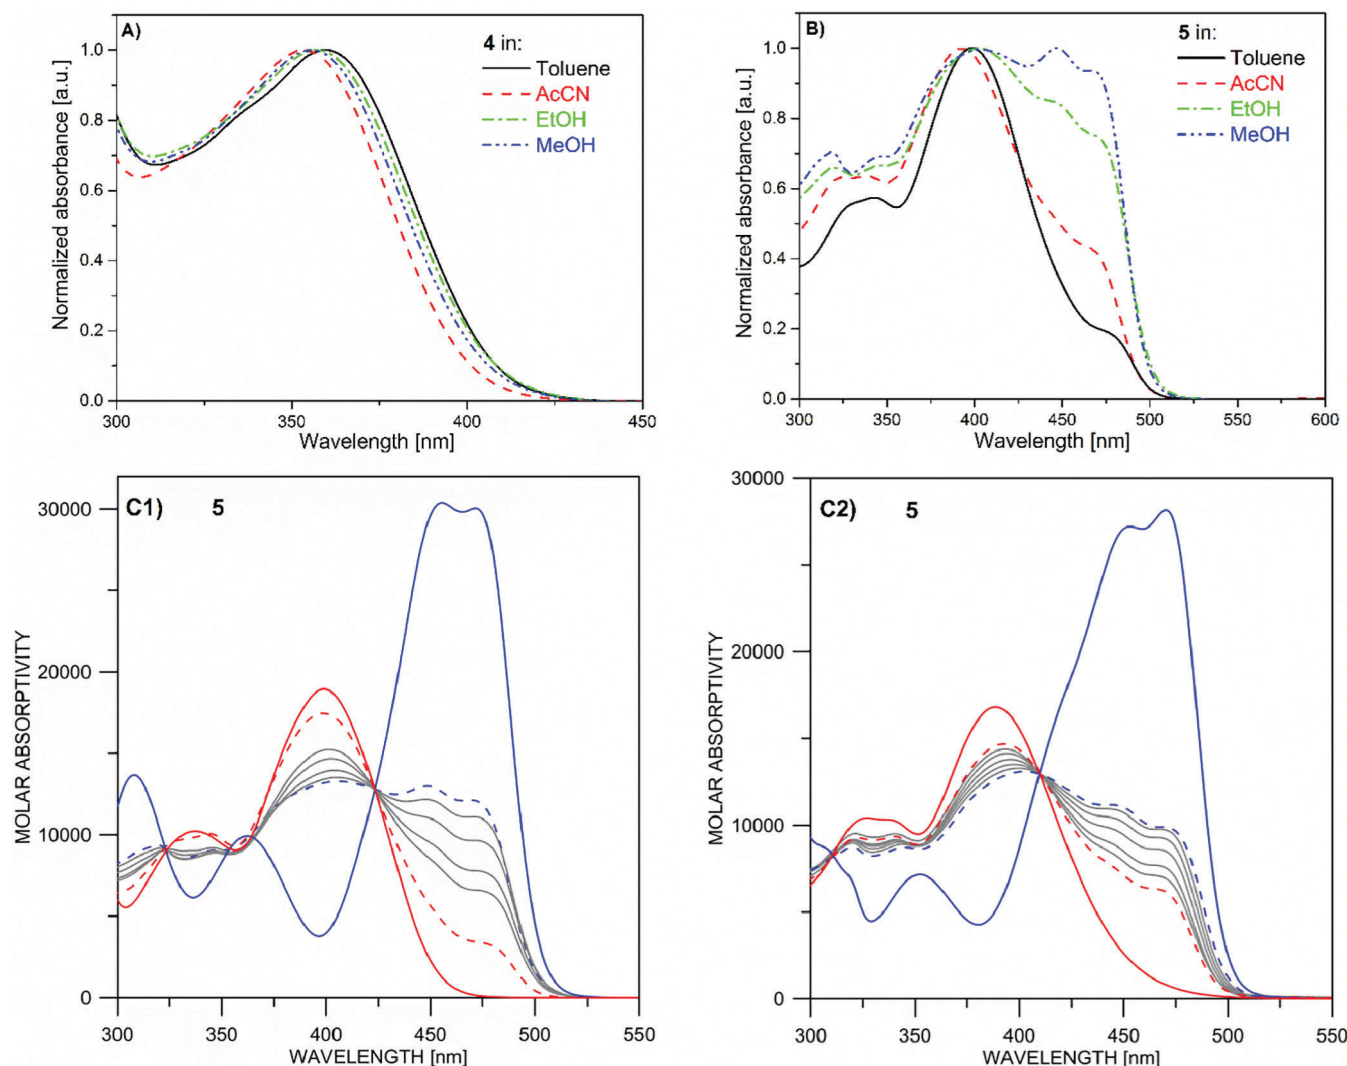 A)
4 in:
Toluene
AcCN
EtOH
MeOH
Normalized absorbance [a.u.]
1.0
0.8
0.6
0.4
0.2
0.0
300 350 400 450
Wavelength [nm]
B)
5 in:
Toluene
AcCN
EtOH
MeOH
Normalized absorbance [a.u.]
1.0
0.8
0.6
0.4
0.2
0.0
300 350 400 450 500 550 600
Wavelength [nm]
C1) 5
MOLAR ABSORPTIVITY
30000
20000
10000
0
300 350 400 450 500 550
WAVELENGTH [nm]
C2) 5
MOLAR ABSORPTIVITY
30000
20000
10000
0
300 350 400 450 500 550
WAVELENGTH [nm]